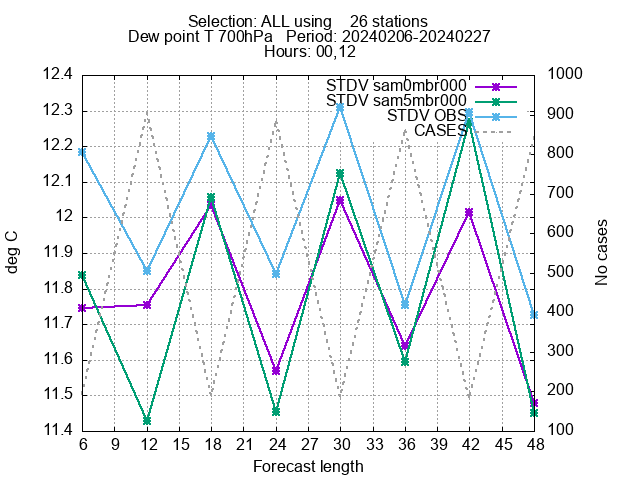 Selection: ALL using    26 stations
Dew point T 700hPa   Period: 20240206-20240227
Hours: 00,12
STDV sam0mbr000
STDV sam5mbr000
STDV OBS
CASES
deg C
12.4
12.3
12.2
12.1
12
11.9
11.8
11.7
11.6
11.5
11.4
1000
900
800
700
600
500
400
300
200
100
No cases
6 9 12 15 18 21 24 27 30 33 36 39 42 45 48
Forecast length